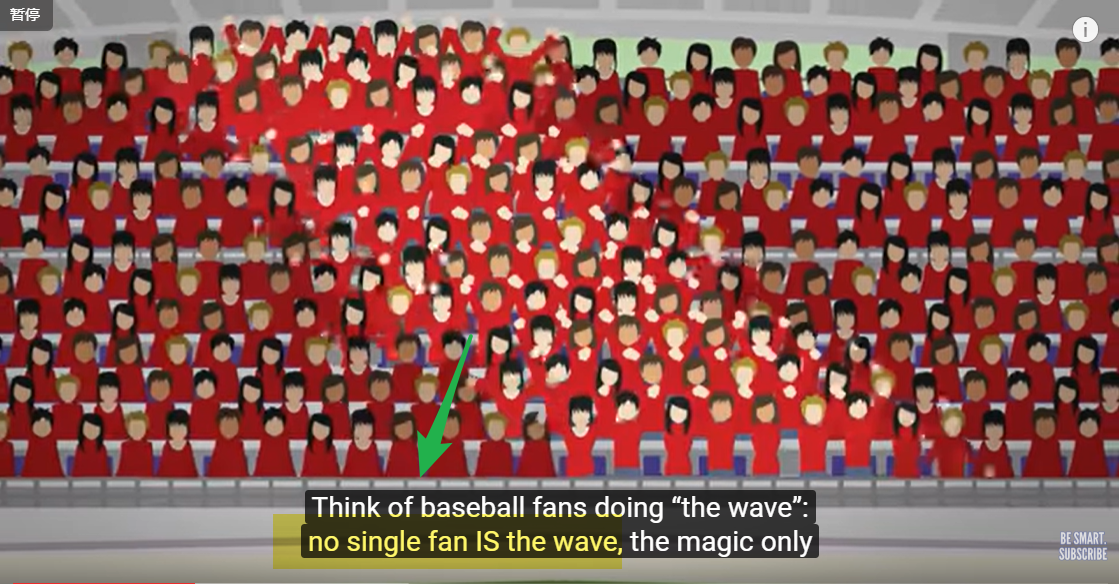 暂停
i
Think of baseball fans doing “the wave”:
no single fan IS the wave, the magic only
BE SMART.
SUBSCRIBE